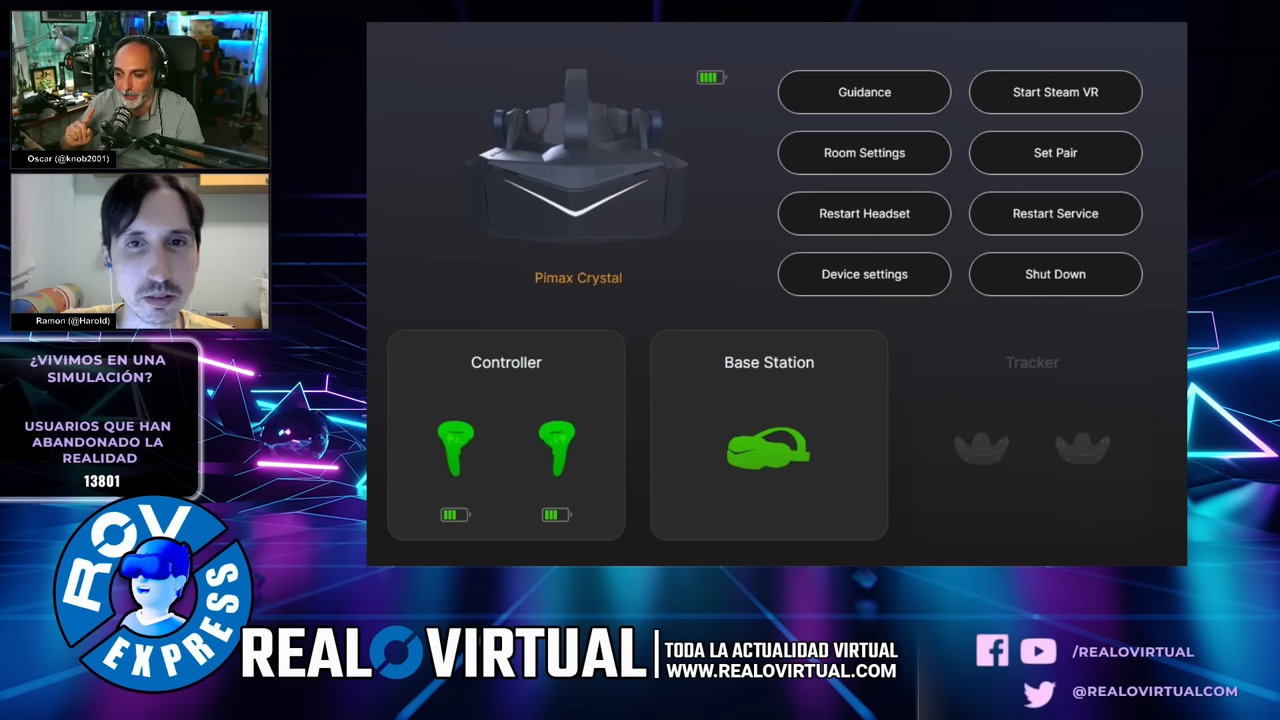 Oscar (@knob2001)
Ramon (@Harold)
¿VIVIMOS EN UNA
SIMULACIÓN?
USUARIOS QUE HAN
ABANDONADO LA
REALIDAD
13801
ROV
EXPRESS
Pimax Crystal
Guidance
Start Steam VR
Room Settings
Set Pair
Restart Headset
Restart Service
Device settings
Shut Down
Controller
Base Station
Tracker
REAL O VIRTUAL
TODA LA ACTUALIDAD VIRTUAL
WWW.REALOVIRTUAL.COM
/REALOVIRTUAL
@REALOVIRTUALCOM